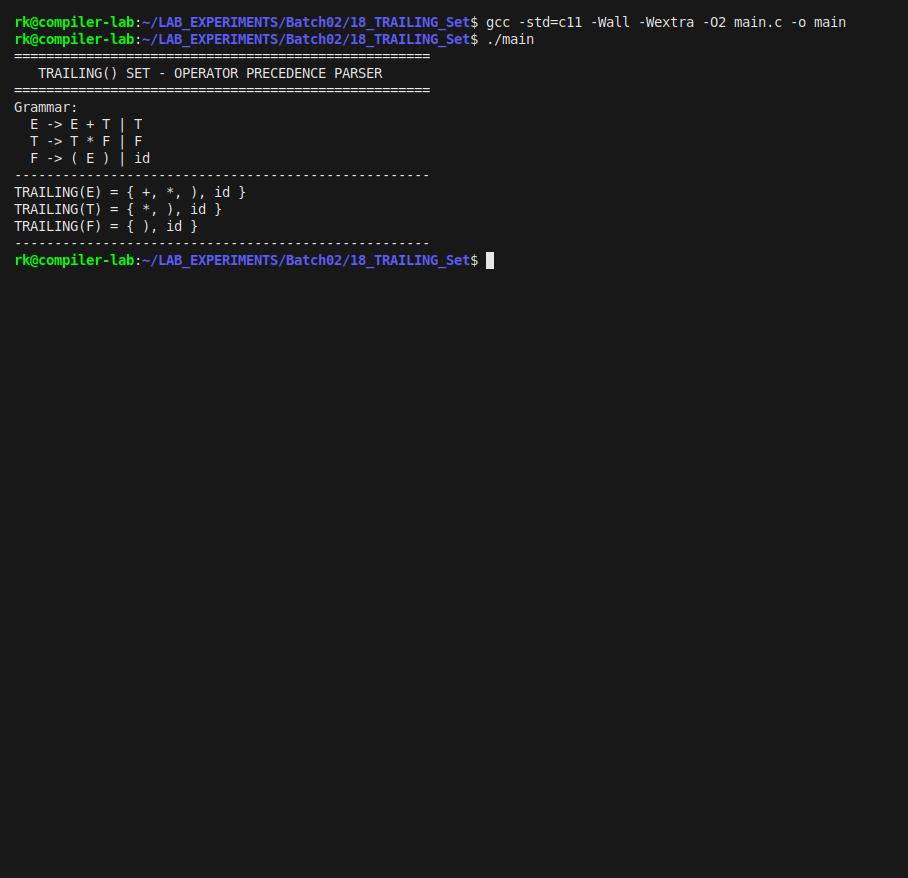 rk@compiler-lab:~/LAB_EXPERIMENTS/Batch02/18_TRAILING_Set$ gcc -std=c11 -Wall -Wextra -O2 main.c -o main
rk@compiler-lab:~/LAB_EXPERIMENTS/Batch02/18_TRAILING_Set$ ./main
====================================================
   TRAILING() SET - OPERATOR PRECEDENCE PARSER
====================================================
Grammar:
  E -> E + T | T
  T -> T * F | F
  F -> ( E ) | id
----------------------------------------------------
TRAILING(E) = { +, *, ), id }
TRAILING(T) = { *, ), id }
TRAILING(F) = { ), id }
----------------------------------------------------
rk@compiler-lab:~/LAB_EXPERIMENTS/Batch02/18_TRAILING_Set$